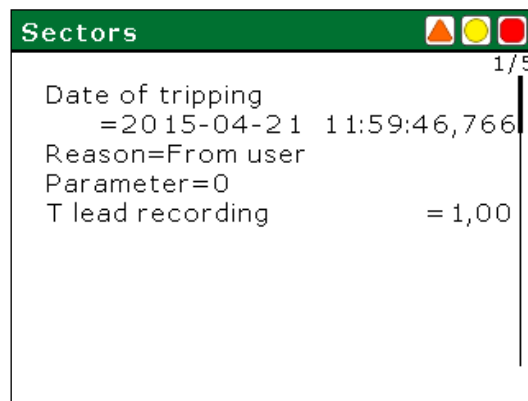 Sectors
1/5
Date of tripping
=2015-04-21 11:59:46,766
Reason=From user
Parameter=0
T lead recording =1,00